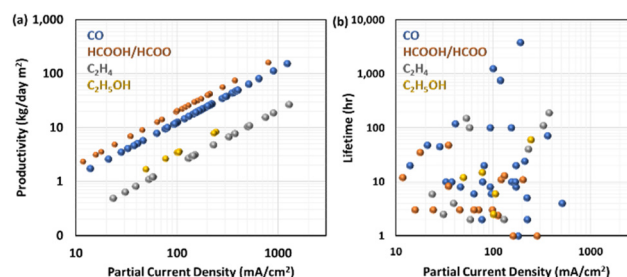 (a)
1,000
100
10
1
0
Productivity (kg/day m²)
CO
HCOOH/HCOO
C₂H₄
C₂H₅OH
10
100
1000
Partial Current Density (mA/cm²)
(b)
10,000
1,000
100
10
1
Lifetime (hr)
CO
HCOOH/HCOO
C₂H₄
C₂H₅OH
10
100
1000
Partial Current Density (mA/cm²)